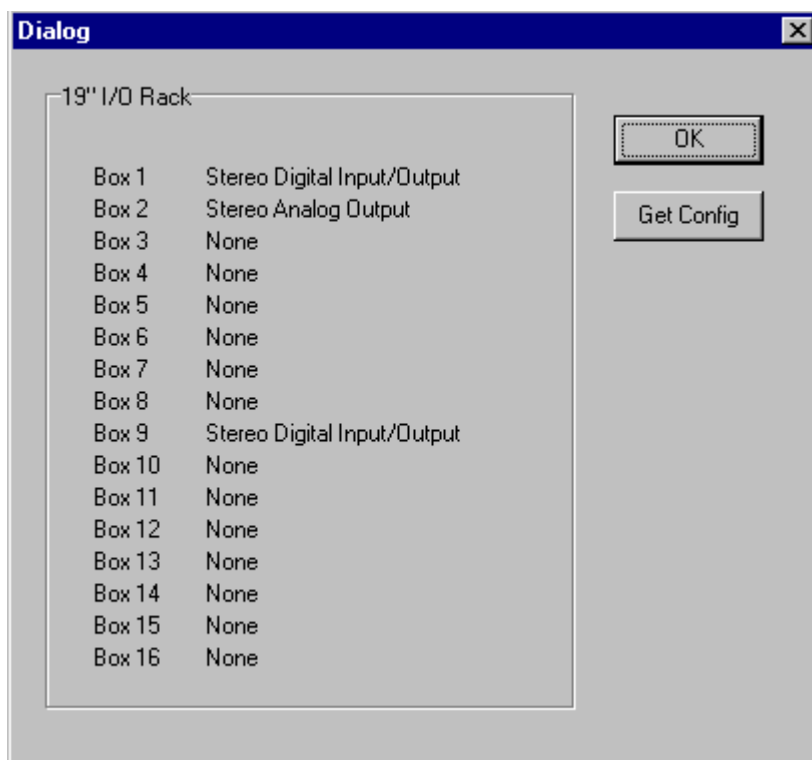 Dialog
19" I/O Rack
Box 1 Stereo Digital Input/Output
Box 2 Stereo Analog Output
Box 3 None
Box 4 None
Box 5 None
Box 6 None
Box 7 None
Box 8 None
Box 9 Stereo Digital Input/Output
Box 10 None
Box 11 None
Box 12 None
Box 13 None
Box 14 None
Box 15 None
Box 16 None
OK
Get Config